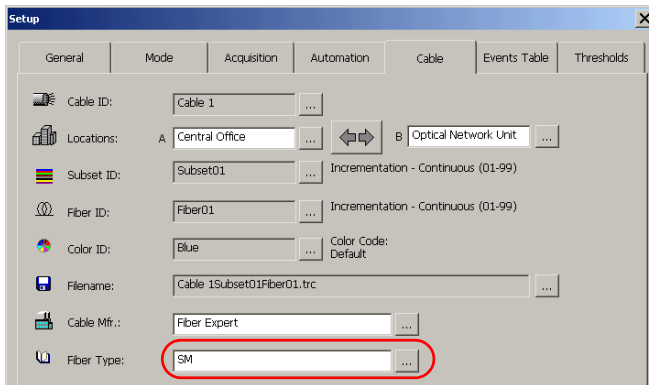 Setup
General Mode Acquisition Automation Cable Events Table Thresholds
Cable ID: Cable 1 ...
Locations: A Central Office ... B Optical Network Unit ...
Subset ID: Subset01 ... Incrementation - Continuous (01-99)
Fiber ID: Fiber01 ... Incrementation - Continuous (01-99)
Color ID: Blue ... Color Code:
Default
Filename: Cable 1Subset01Fiber01.trc ...
Cable Mfr.: Fiber Expert ...
Fiber Type: SM ...